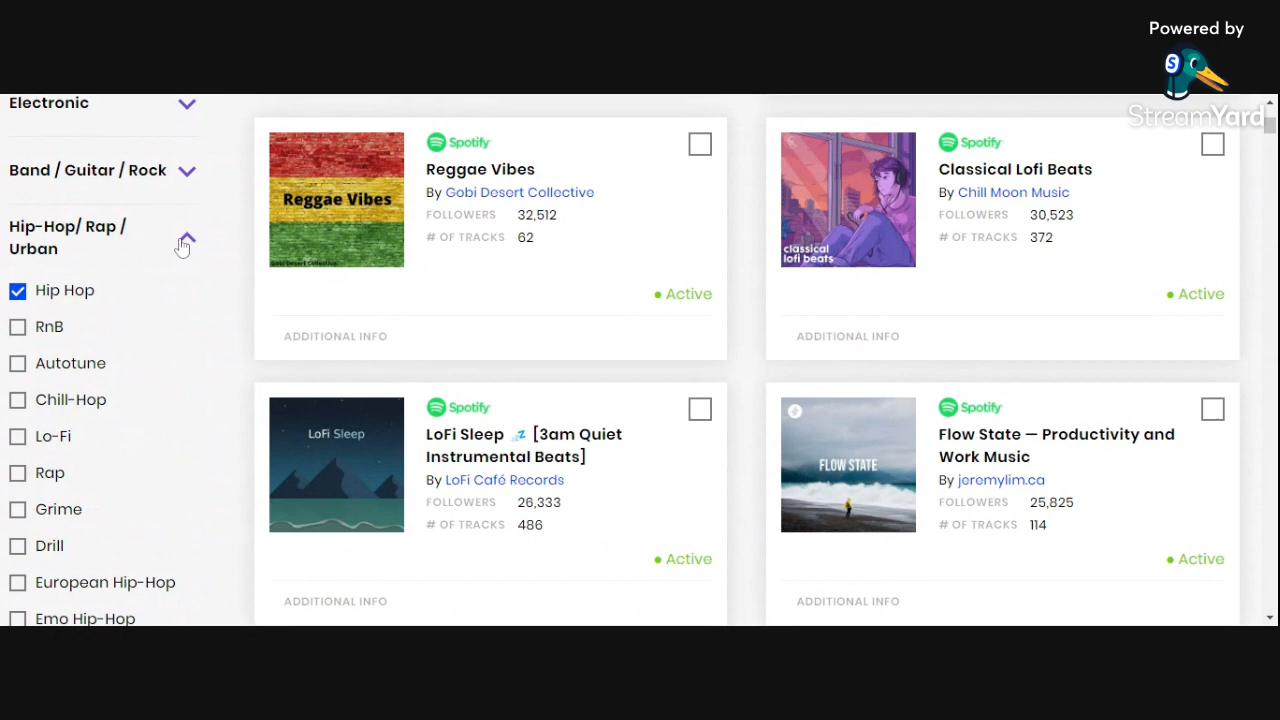 Powered by
StreamYard
Electronic
Band / Guitar / Rock
Hip-Hop/ Rap /
Urban
Hip Hop
RnB
Autotune
Chill-Hop
Lo-Fi
Rap
Grime
Drill
European Hip-Hop
Emo Hip-Hop
Reggae Vibes
Gobi Desert Collective
Spotify
Reggae Vibes
By Gobi Desert Collective
FOLLOWERS 32,512
# OF TRACKS 62
Active
ADDITIONAL INFO
classical
lofi beats
Spotify
Classical Lofi Beats
By Chill Moon Music
FOLLOWERS 30,523
# OF TRACKS 372
Active
ADDITIONAL INFO
LoFi Sleep
Spotify
LoFi Sleep 💤 [3am Quiet
Instrumental Beats]
By LoFi Café Records
FOLLOWERS 26,333
# OF TRACKS 486
Active
ADDITIONAL INFO
FLOW STATE
Spotify
Flow State — Productivity and
Work Music
By jeremylim.ca
FOLLOWERS 25,825
# OF TRACKS 114
Active
ADDITIONAL INFO